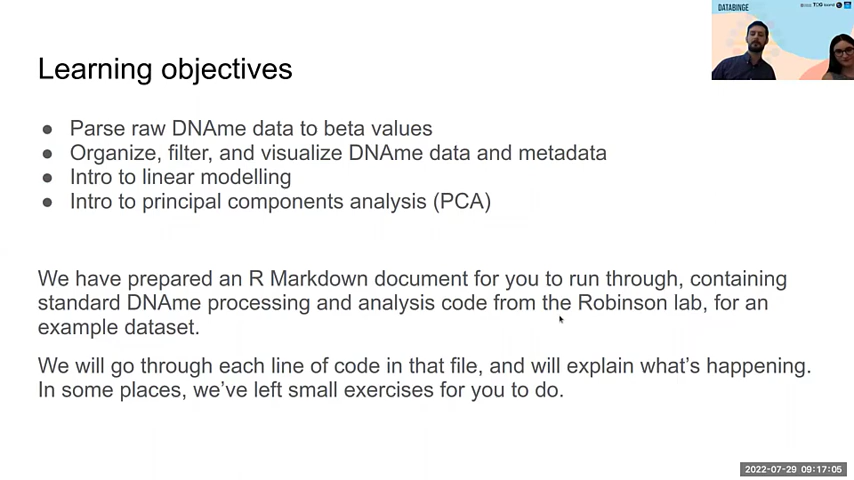 DATABINGE
Learning objectives
● Parse raw DNAme data to beta values
● Organize, filter, and visualize DNAme data and metadata
● Intro to linear modelling
● Intro to principal components analysis (PCA)
We have prepared an R Markdown document for you to run through, containing
standard DNAme processing and analysis code from the Robinson lab, for an
example dataset.
We will go through each line of code in that file, and will explain what’s happening.
In some places, we’ve left small exercises for you to do.
2022-07-29 09:17:05